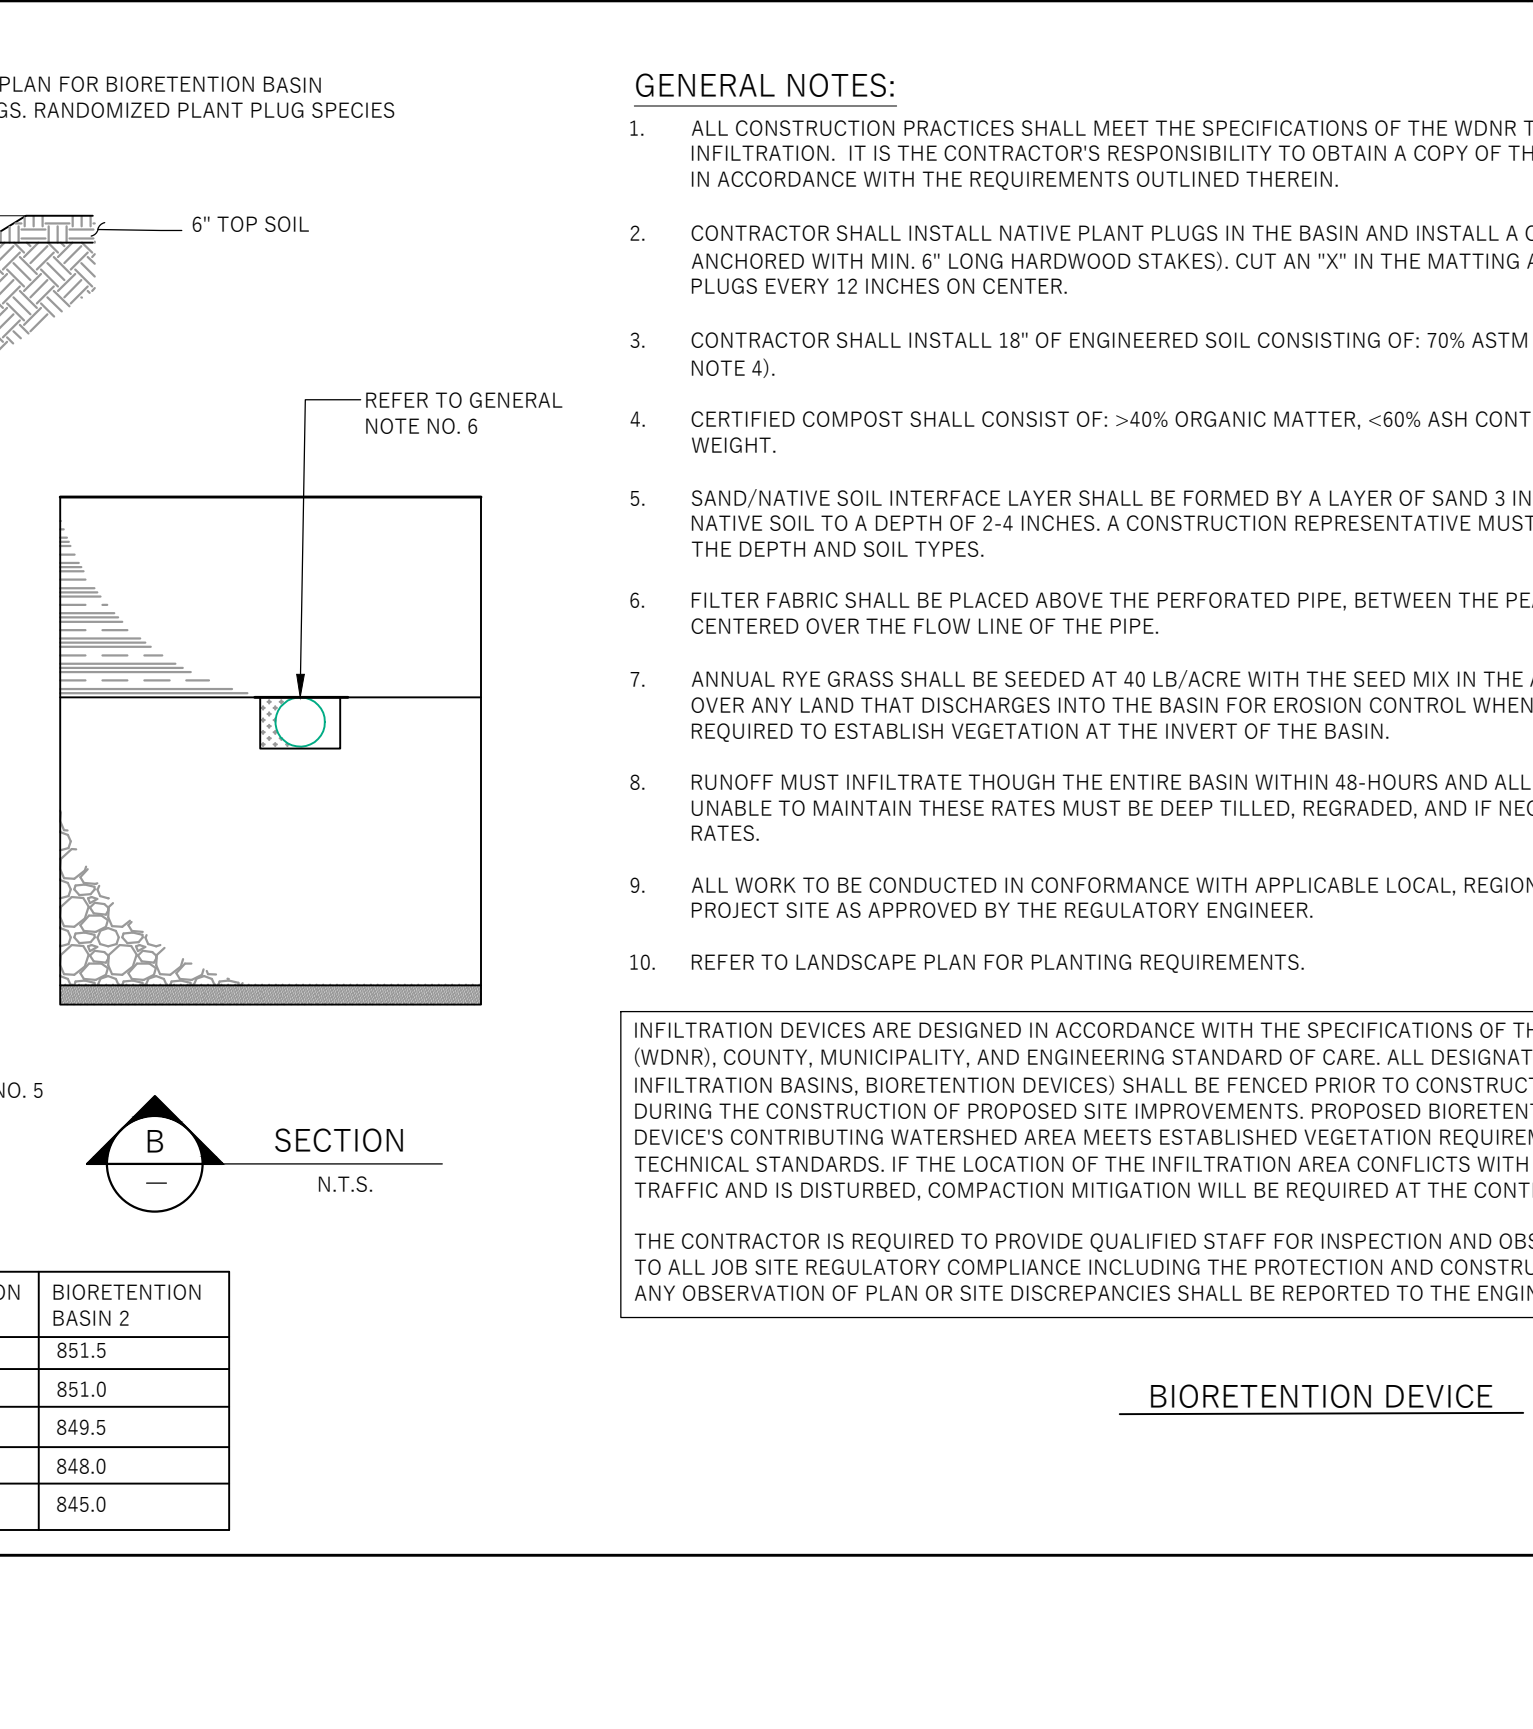 PLAN FOR BIORETENTION BASIN
GS. RANDOMIZED PLANT PLUG SPECIES
6" TOP SOIL
REFER TO GENERAL
NOTE NO. 6
NO. 5
B
—
SECTION
N.T.S.
ON
BIORETENTION
BASIN 2
851.5
851.0
849.5
848.0
845.0
GENERAL NOTES:
1. ALL CONSTRUCTION PRACTICES SHALL MEET THE SPECIFICATIONS OF THE WDNR T
INFILTRATION. IT IS THE CONTRACTOR'S RESPONSIBILITY TO OBTAIN A COPY OF TH
IN ACCORDANCE WITH THE REQUIREMENTS OUTLINED THEREIN.
2. CONTRACTOR SHALL INSTALL NATIVE PLANT PLUGS IN THE BASIN AND INSTALL A
ANCHORED WITH MIN. 6" LONG HARDWOOD STAKES). CUT AN "X" IN THE MATTING A
PLUGS EVERY 12 INCHES ON CENTER.
3. CONTRACTOR SHALL INSTALL 18" OF ENGINEERED SOIL CONSISTING OF: 70% ASTM
NOTE 4).
4. CERTIFIED COMPOST SHALL CONSIST OF: >40% ORGANIC MATTER, <60% ASH CONT
WEIGHT.
5. SAND/NATIVE SOIL INTERFACE LAYER SHALL BE FORMED BY A LAYER OF SAND 3 IN
NATIVE SOIL TO A DEPTH OF 2-4 INCHES. A CONSTRUCTION REPRESENTATIVE MUST
THE DEPTH AND SOIL TYPES.
6. FILTER FABRIC SHALL BE PLACED ABOVE THE PERFORATED PIPE, BETWEEN THE PEA
CENTERED OVER THE FLOW LINE OF THE PIPE.
7. ANNUAL RYE GRASS SHALL BE SEEDED AT 40 LB/ACRE WITH THE SEED MIX IN THE A
OVER ANY LAND THAT DISCHARGES INTO THE BASIN FOR EROSION CONTROL WHEN
REQUIRED TO ESTABLISH VEGETATION AT THE INVERT OF THE BASIN.
8. RUNOFF MUST INFILTRATE THOUGH THE ENTIRE BASIN WITHIN 48-HOURS AND ALL
UNABLE TO MAINTAIN THESE RATES MUST BE DEEP TILLED, REGRADED, AND IF NEC
RATES.
9. ALL WORK TO BE CONDUCTED IN CONFORMANCE WITH APPLICABLE LOCAL, REGION
PROJECT SITE AS APPROVED BY THE REGULATORY ENGINEER.
10. REFER TO LANDSCAPE PLAN FOR PLANTING REQUIREMENTS.
INFILTRATION DEVICES ARE DESIGNED IN ACCORDANCE WITH THE SPECIFICATIONS OF TH
(WDNR), COUNTY, MUNICIPALITY, AND ENGINEERING STANDARD OF CARE. ALL DESIGNAT
INFILTRATION BASINS, BIORETENTION DEVICES) SHALL BE FENCED PRIOR TO CONSTRUCT
DURING THE CONSTRUCTION OF PROPOSED SITE IMPROVEMENTS. PROPOSED BIORETENT
DEVICE'S CONTRIBUTING WATERSHED AREA MEETS ESTABLISHED VEGETATION REQUIREM
TECHNICAL STANDARDS. IF THE LOCATION OF THE INFILTRATION AREA CONFLICTS WITH
TRAFFIC AND IS DISTURBED, COMPACTION MITIGATION WILL BE REQUIRED AT THE CONT
THE CONTRACTOR IS REQUIRED TO PROVIDE QUALIFIED STAFF FOR INSPECTION AND OBS
TO ALL JOB SITE REGULATORY COMPLIANCE INCLUDING THE PROTECTION AND CONSTRU
ANY OBSERVATION OF PLAN OR SITE DISCREPANCIES SHALL BE REPORTED TO THE ENGIN
BIORETENTION DEVICE